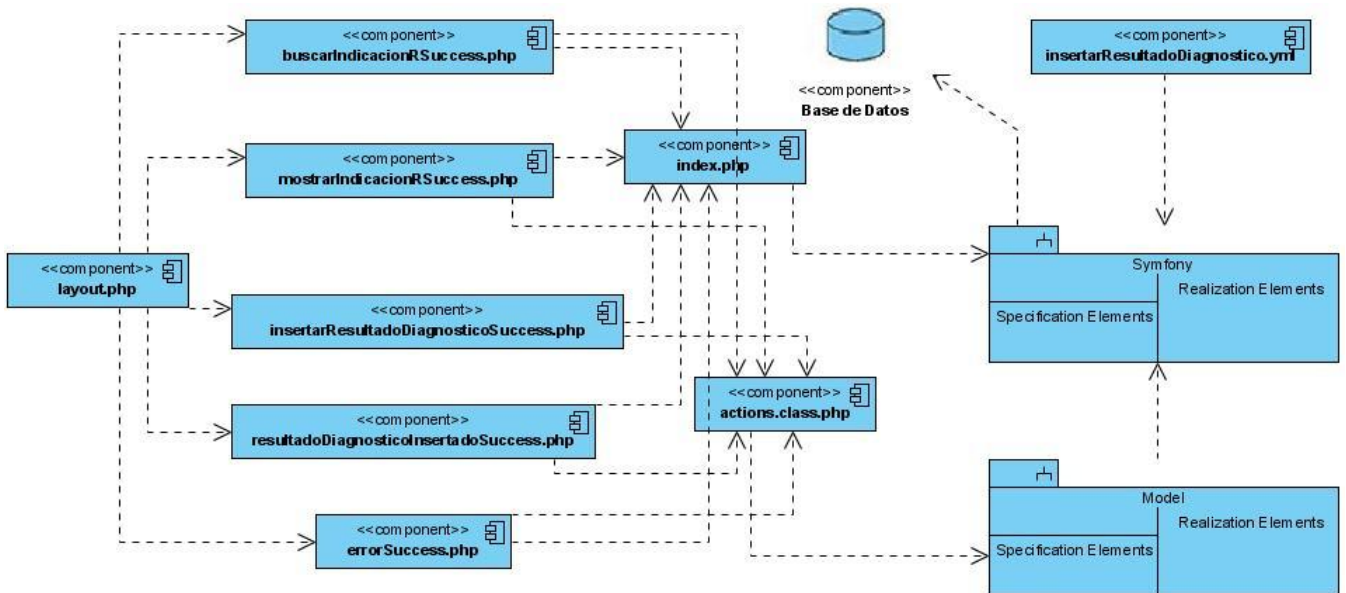 <<component>>
buscarIndicacionRSuccess.php
<<component>>
Base de Datos
<<component>>
insertarResultadoDiagnostico.yml
<<component>>
mostrarIndicacionRSuccess.php
<<component>>
index.php
<<component>>
layout.php
Symfony
Realization Elements
Specification Elements
<<component>>
insertarResultadoDiagnosticoSuccess.php
<<component>>
actions.class.php
<<component>>
resultadoDiagnosticoInsertadoSuccess.php
<<component>>
errorSuccess.php
Model
Realization Elements
Specification Elements